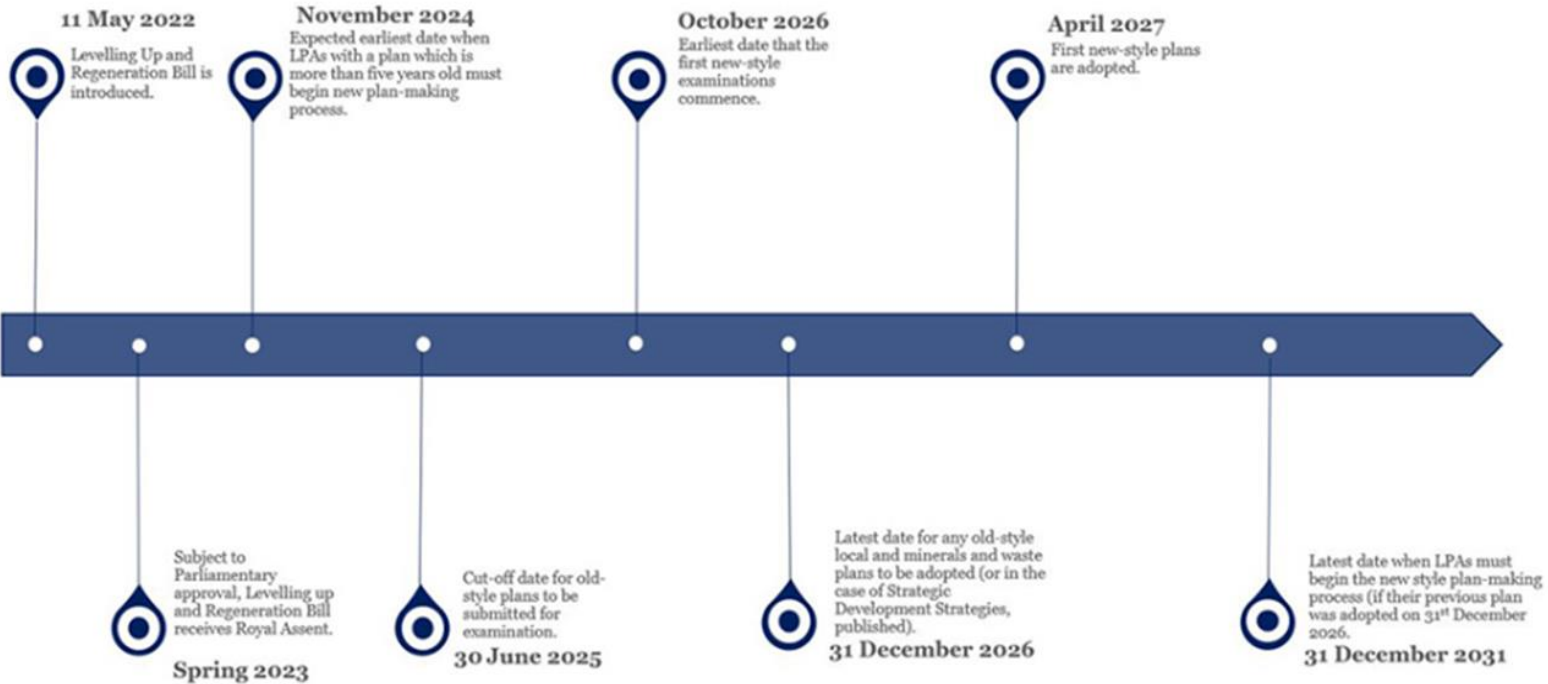 11 May 2022
Levelling Up and
Regeneration Bill is
introduced.
November 2024
Expected earliest date when
LPAs with a plan which is
more than five years old must
begin new plan-making
process.
October 2026
Earliest date that the
first new-style
examinations
commence.
April 2027
First new-style plans
are adopted.
Subject to
Parliamentary
approval, Levelling up
and Regeneration Bill
receives Royal Assent.
Spring 2023
Cut-off date for old-
style plans to be
submitted for
examination.
30 June 2025
Latest date for any old-style
local and minerals and waste
plans to be adopted (or in the
case of Strategic
Development Strategies,
published).
31 December 2026
Latest date when LPAs must
begin the new style plan-making
process (if their previous plan
was adopted on 31st December
2026.
31 December 2031